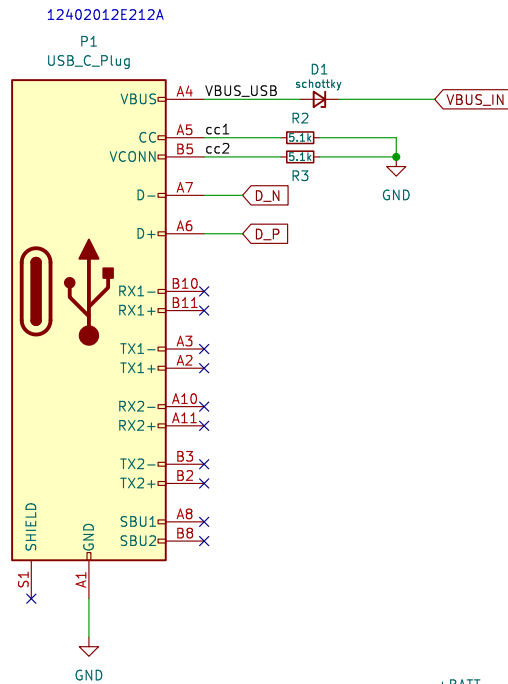 12402012E212A
P1
USB_C_Plug
D1
schottky
VBUS A4 VBUS_USB VBUS_IN
R2
CC A5 cc1 5.1k
VCONN B5 cc2 5.1k
R3
GND
D- A7 D_N
D+ A6 D_P
RX1- B10
RX1+ B11
TX1- A3
TX1+ A2
RX2- A10
RX2+ A11
TX2- B3
TX2+ B2
SBU1 A8
SBU2 B8
SHIELD
GND
S1
A1
GND